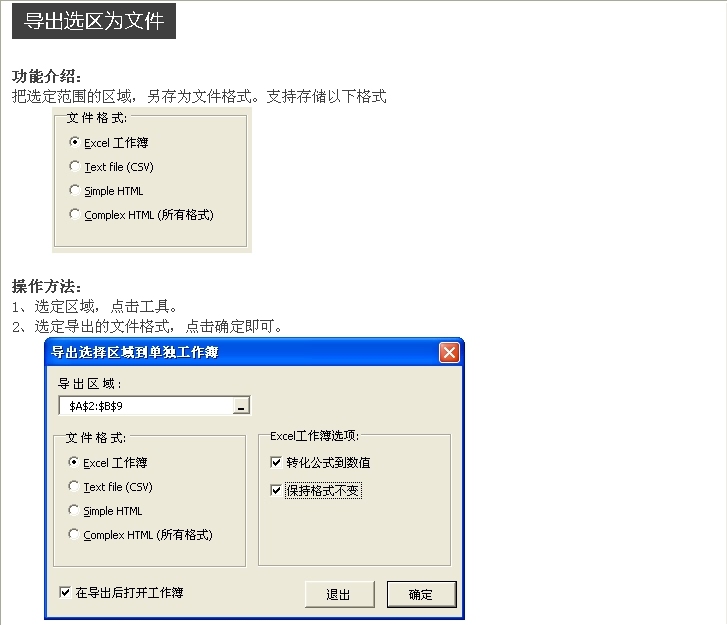 导出选区为文件
功能介绍：
把选定范围的区域，另存为文件格式。支持存储以下格式
文件格式:
Excel 工作簿
Text file (CSV)
Simple HTML
Complex HTML (所有格式)
操作方法：
1、选定区域，点击工具。
2、选定导出的文件格式，点击确定即可。
导出选择区域到单独工作簿
导出区域:
$A$2:$B$9
文件格式:
Excel 工作簿
Text file (CSV)
Simple HTML
Complex HTML (所有格式)
Excel工作簿选项:
转化公式到数值
保持格式不变
在导出后打开工作簿
退出
确定